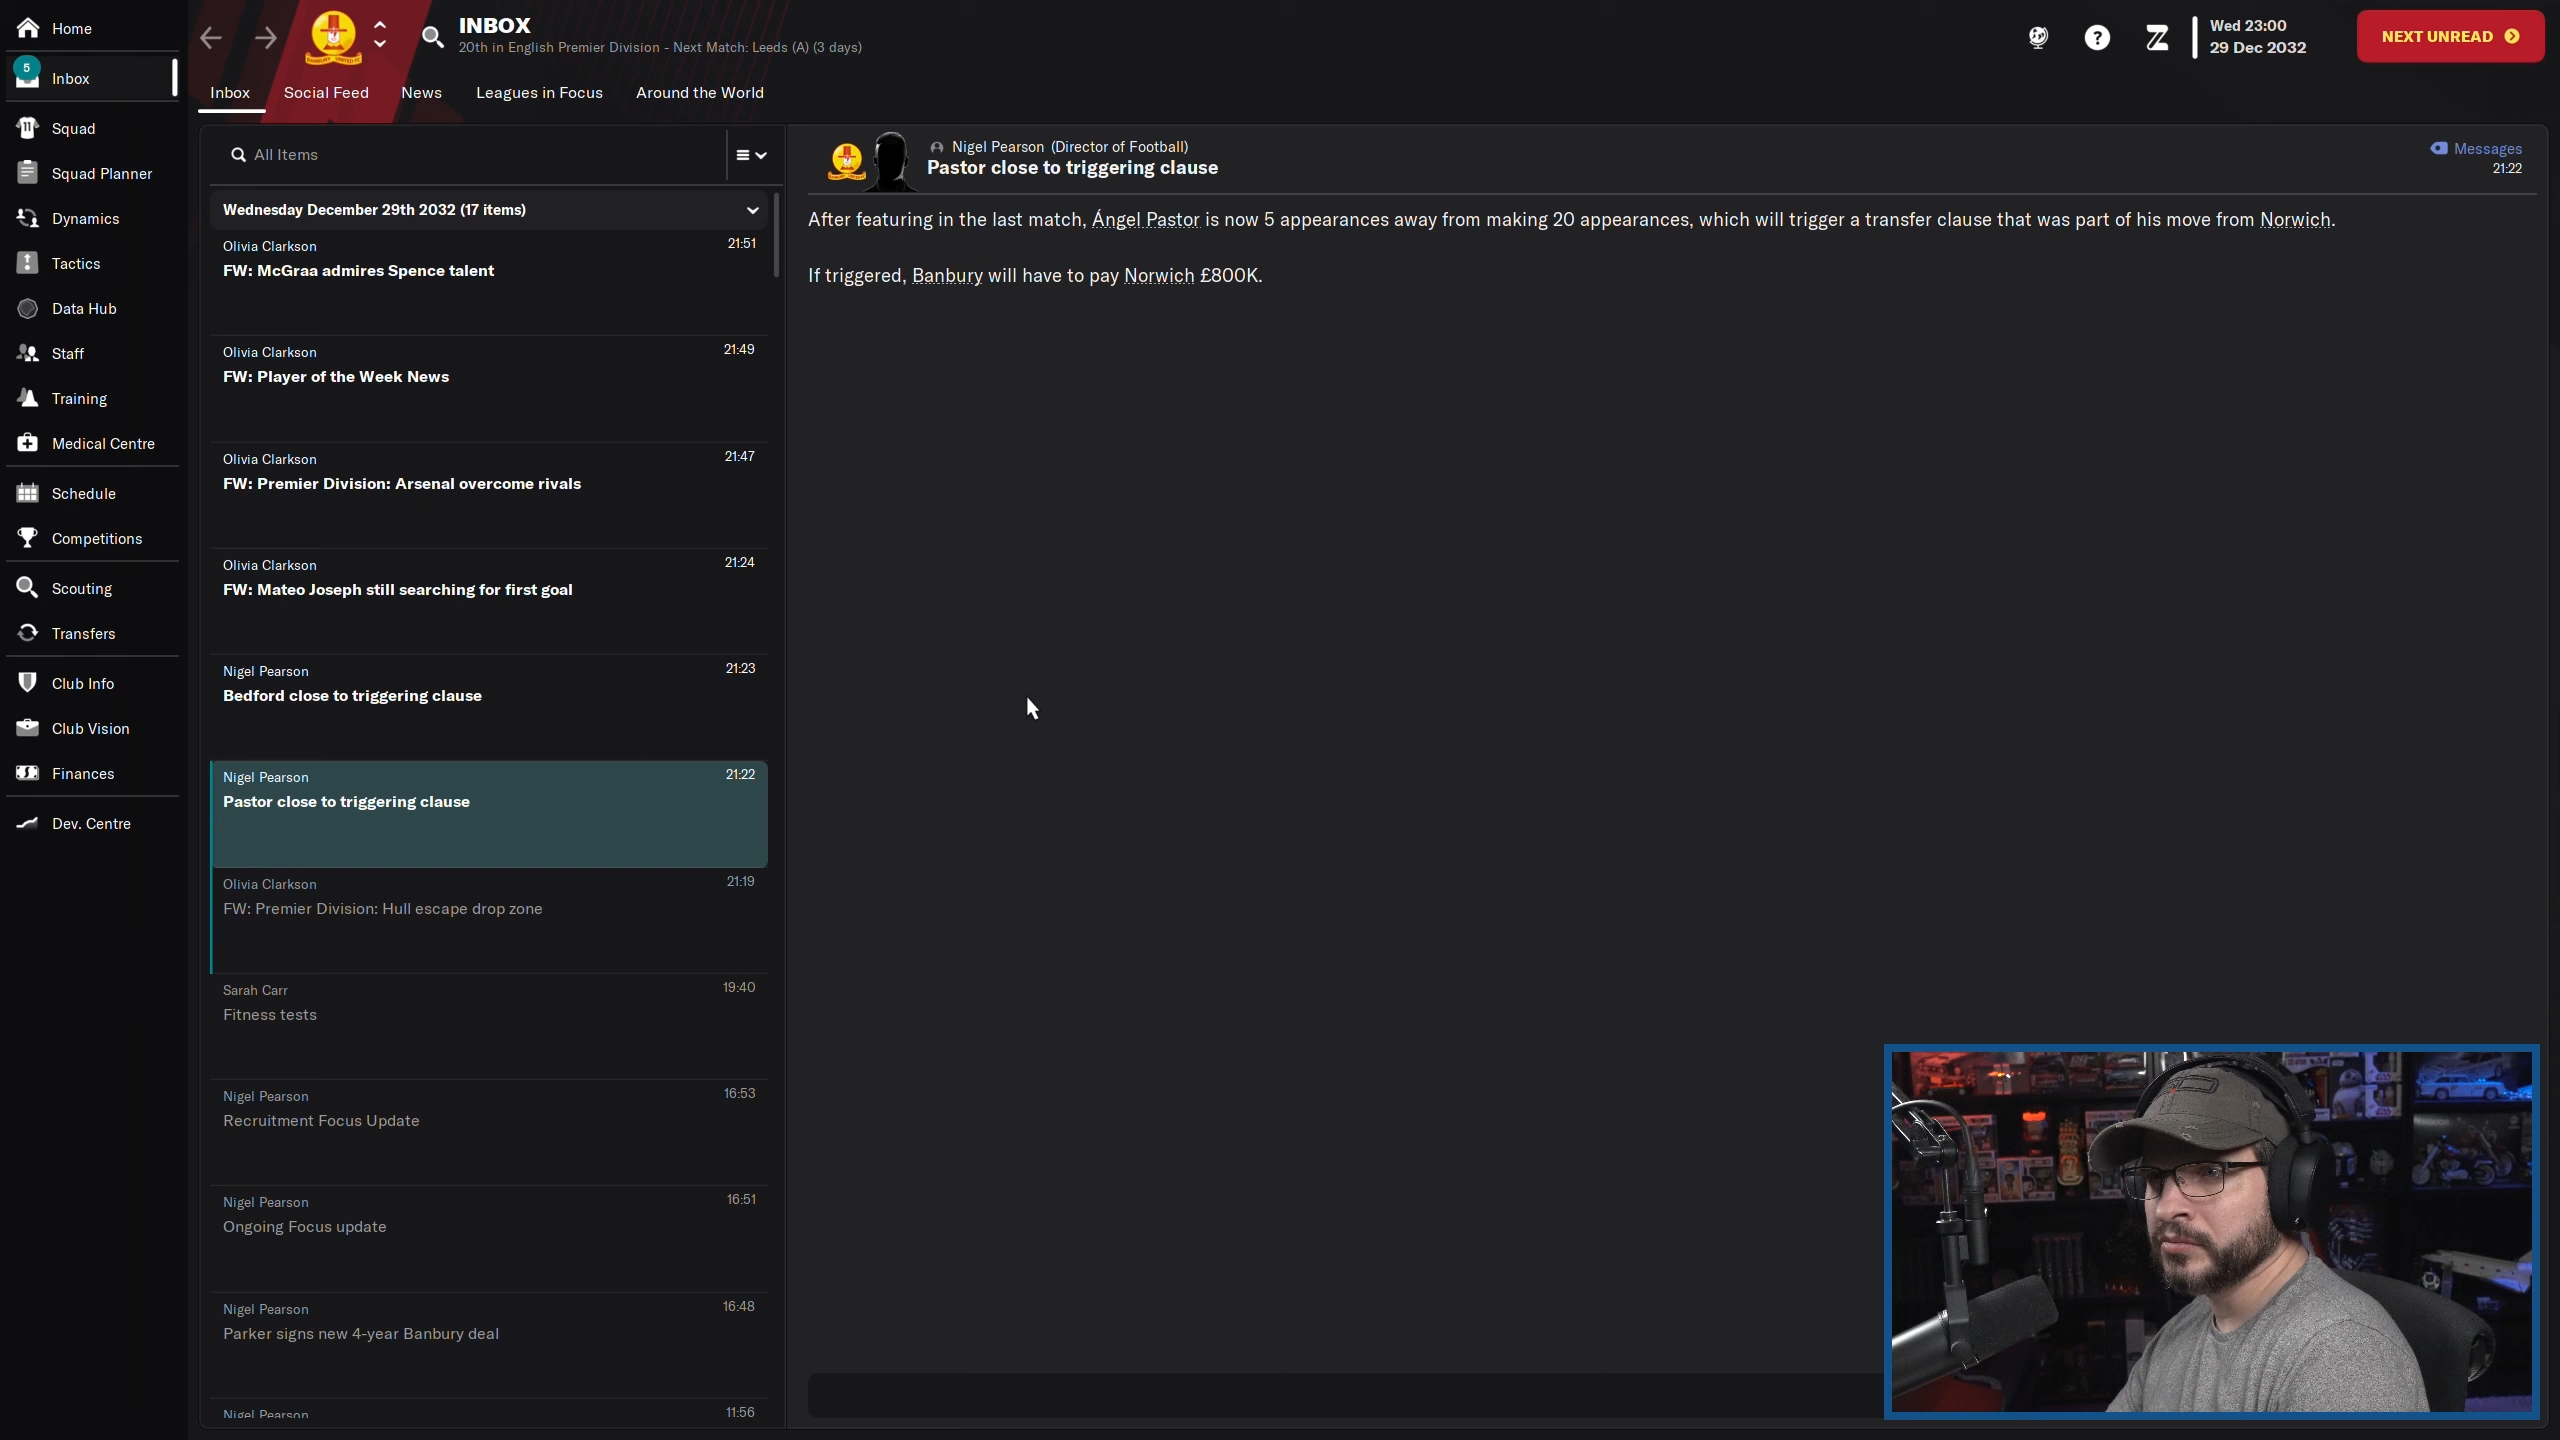 Home
5
Inbox
Squad
Squad Planner
Dynamics
Tactics
Data Hub
Staff
Training
Medical Centre
Schedule
Competitions
Scouting
Transfers
Club Info
Club Vision
Finances
Dev. Centre
INBOX
20th in English Premier Division - Next Match: Leeds (A) (3 days)
Wed 23:00
29 Dec 2032
NEXT UNREAD
Inbox Social Feed News Leagues in Focus Around the World
All Items
Wednesday December 29th 2032 (17 items)
Olivia Clarkson 21:51
FW: McGraa admires Spence talent
Olivia Clarkson 21:49
FW: Player of the Week News
Olivia Clarkson 21:47
FW: Premier Division: Arsenal overcome rivals
Olivia Clarkson 21:24
FW: Mateo Joseph still searching for first goal
Nigel Pearson 21:23
Bedford close to triggering clause
Nigel Pearson 21:22
Pastor close to triggering clause
Olivia Clarkson 21:19
FW: Premier Division: Hull escape drop zone
Sarah Carr 19:40
Fitness tests
Nigel Pearson 16:53
Recruitment Focus Update
Nigel Pearson 16:51
Ongoing Focus update
Nigel Pearson 16:48
Parker signs new 4-year Banbury deal
Nigel Pearson 11:56
Nigel Pearson (Director of Football)
Pastor close to triggering clause
Messages
21:22
After featuring in the last match, Ángel Pastor is now 5 appearances away from making 20 appearances, which will trigger a transfer clause that was part of his move from Norwich.
If triggered, Banbury will have to pay Norwich £800K.